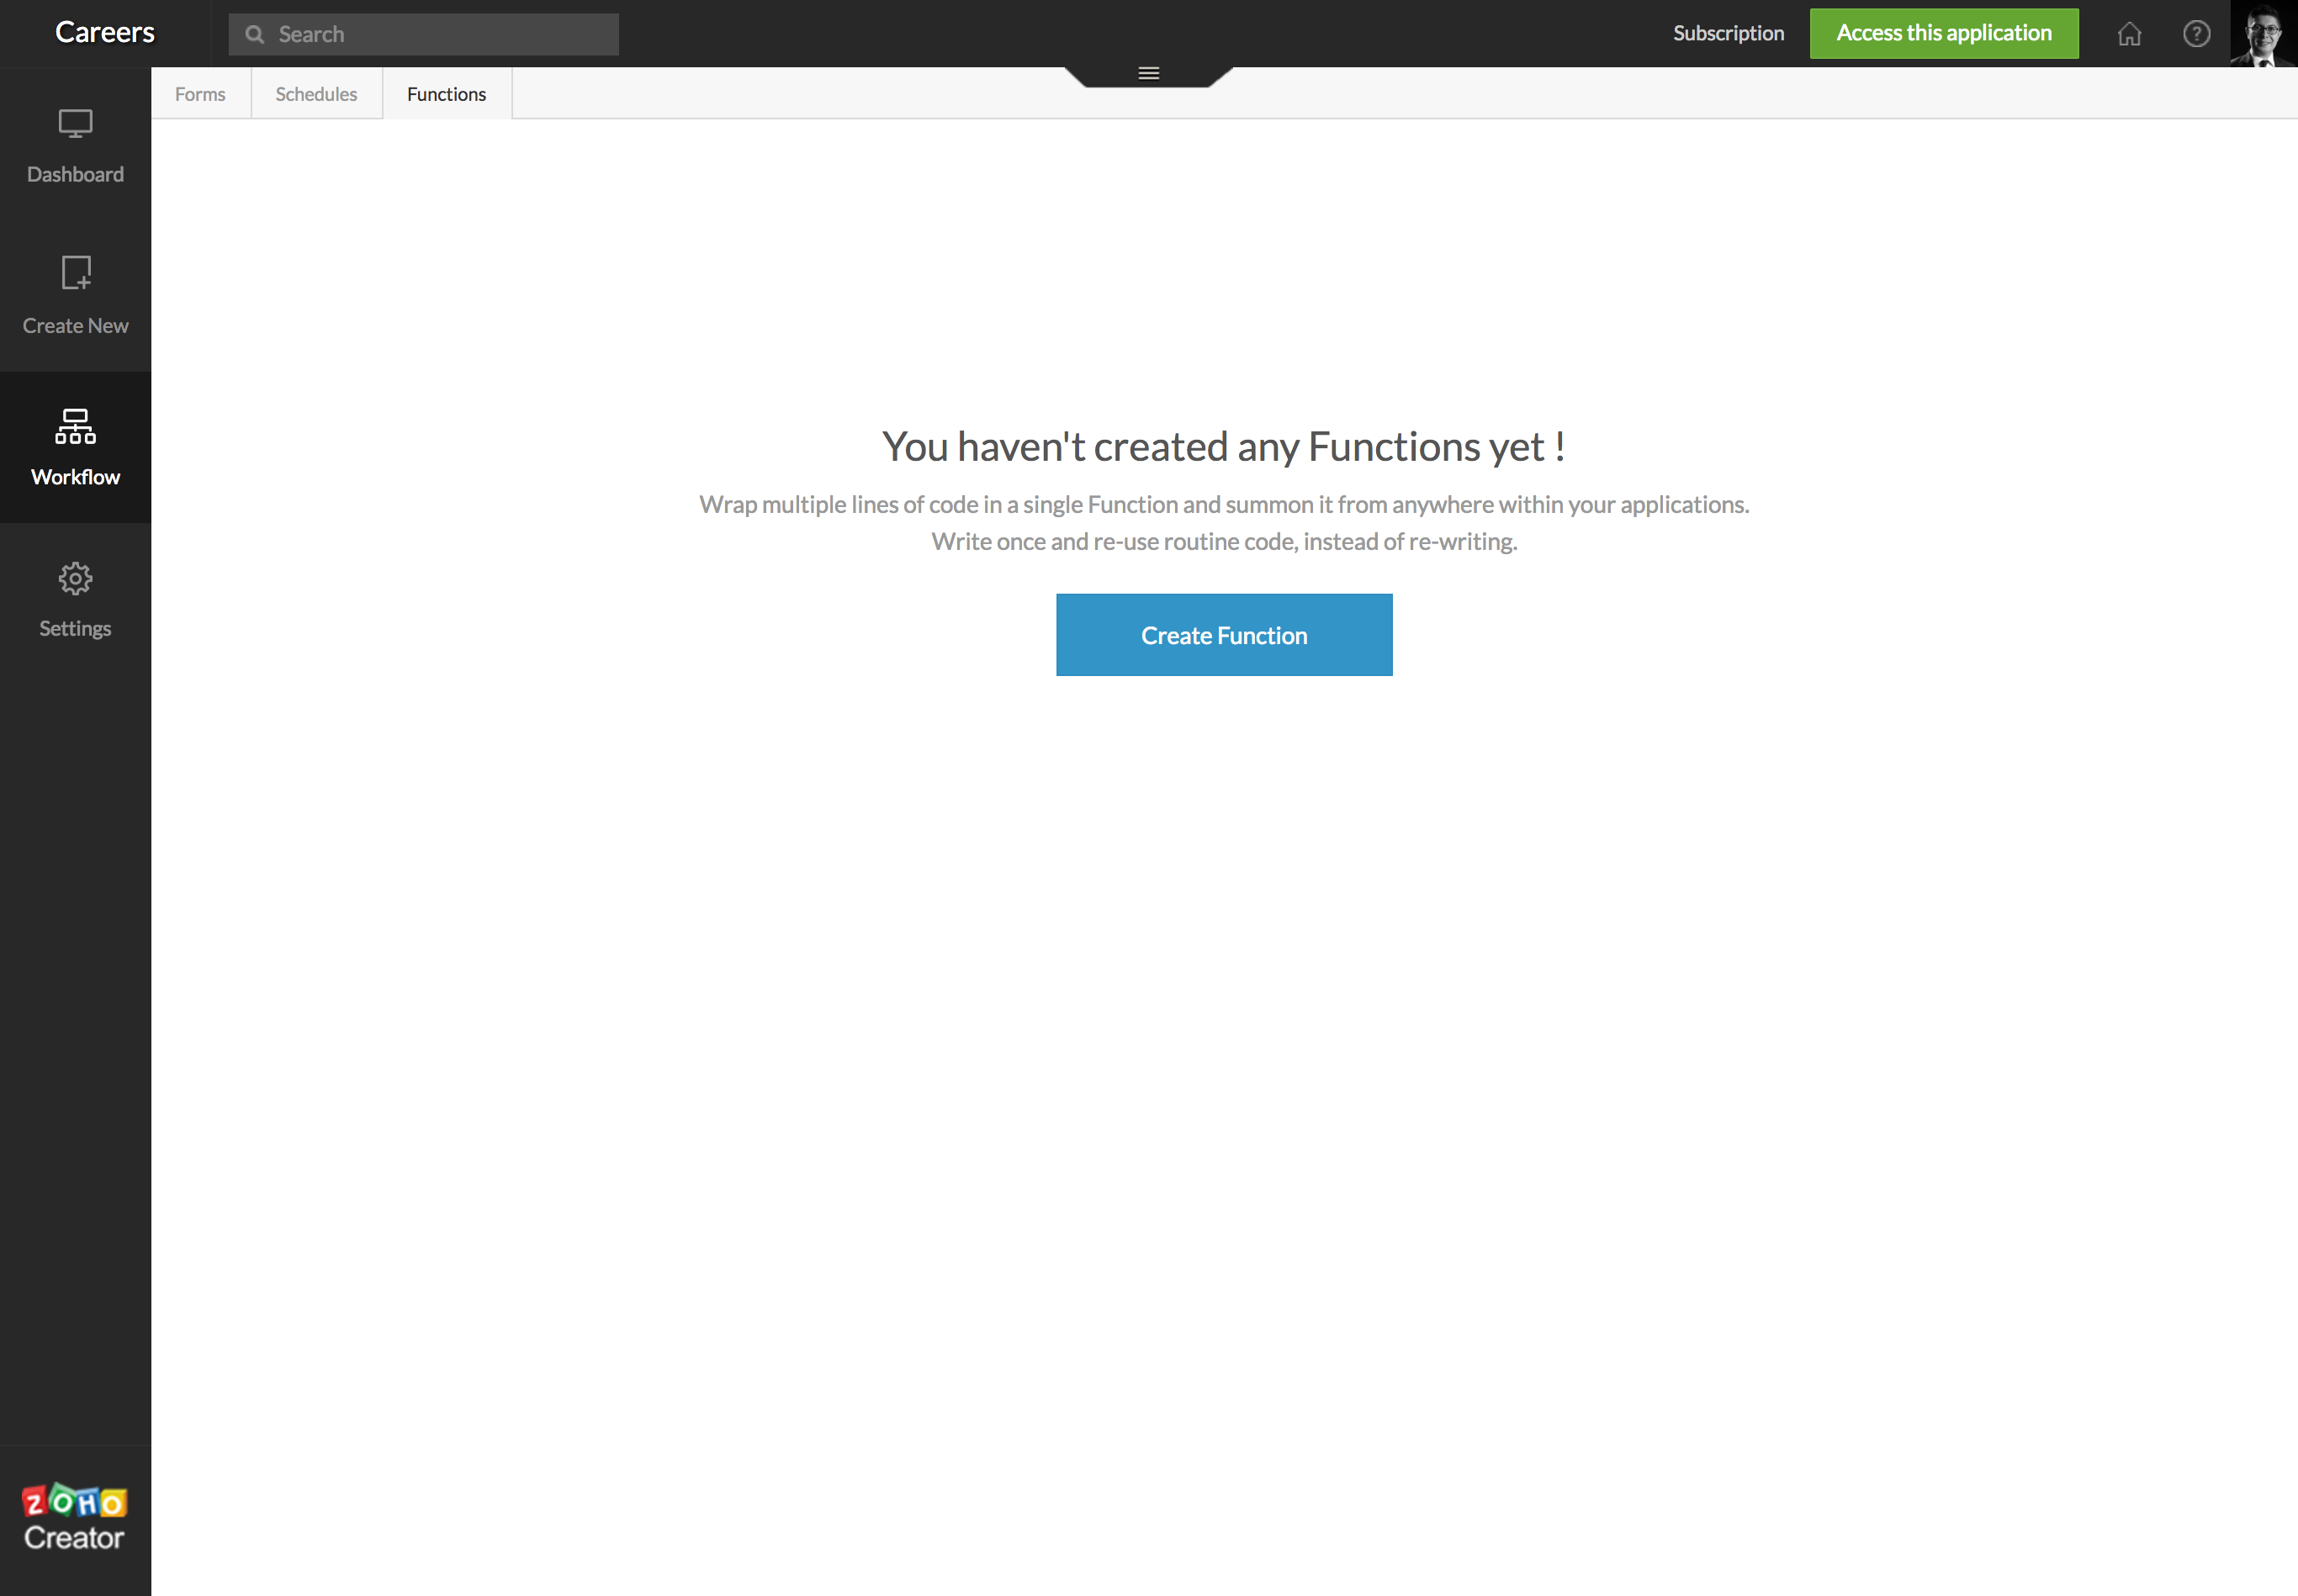 Careers
Search
Subscription
Access this application
?
Forms
Schedules
Functions
Dashboard
Create New
Workflow
Settings
You haven't created any Functions yet !
Wrap multiple lines of code in a single Function and summon it from anywhere within your applications.
Write once and re-use routine code, instead of re-writing.
Create Function
ZOHO
Creator